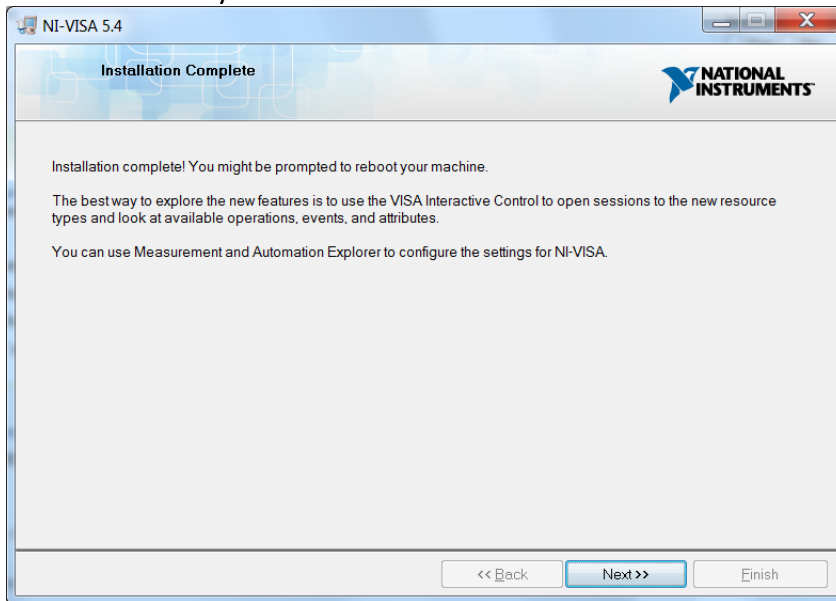 NI-VISA 5.4
Installation Complete
NATIONAL
INSTRUMENTS™
Installation complete! You might be prompted to reboot your machine.
The best way to explore the new features is to use the VISA Interactive Control to open sessions to the new resource
types and look at available operations, events, and attributes.
You can use Measurement and Automation Explorer to configure the settings for NI-VISA.
<< Back
Next >>
Finish